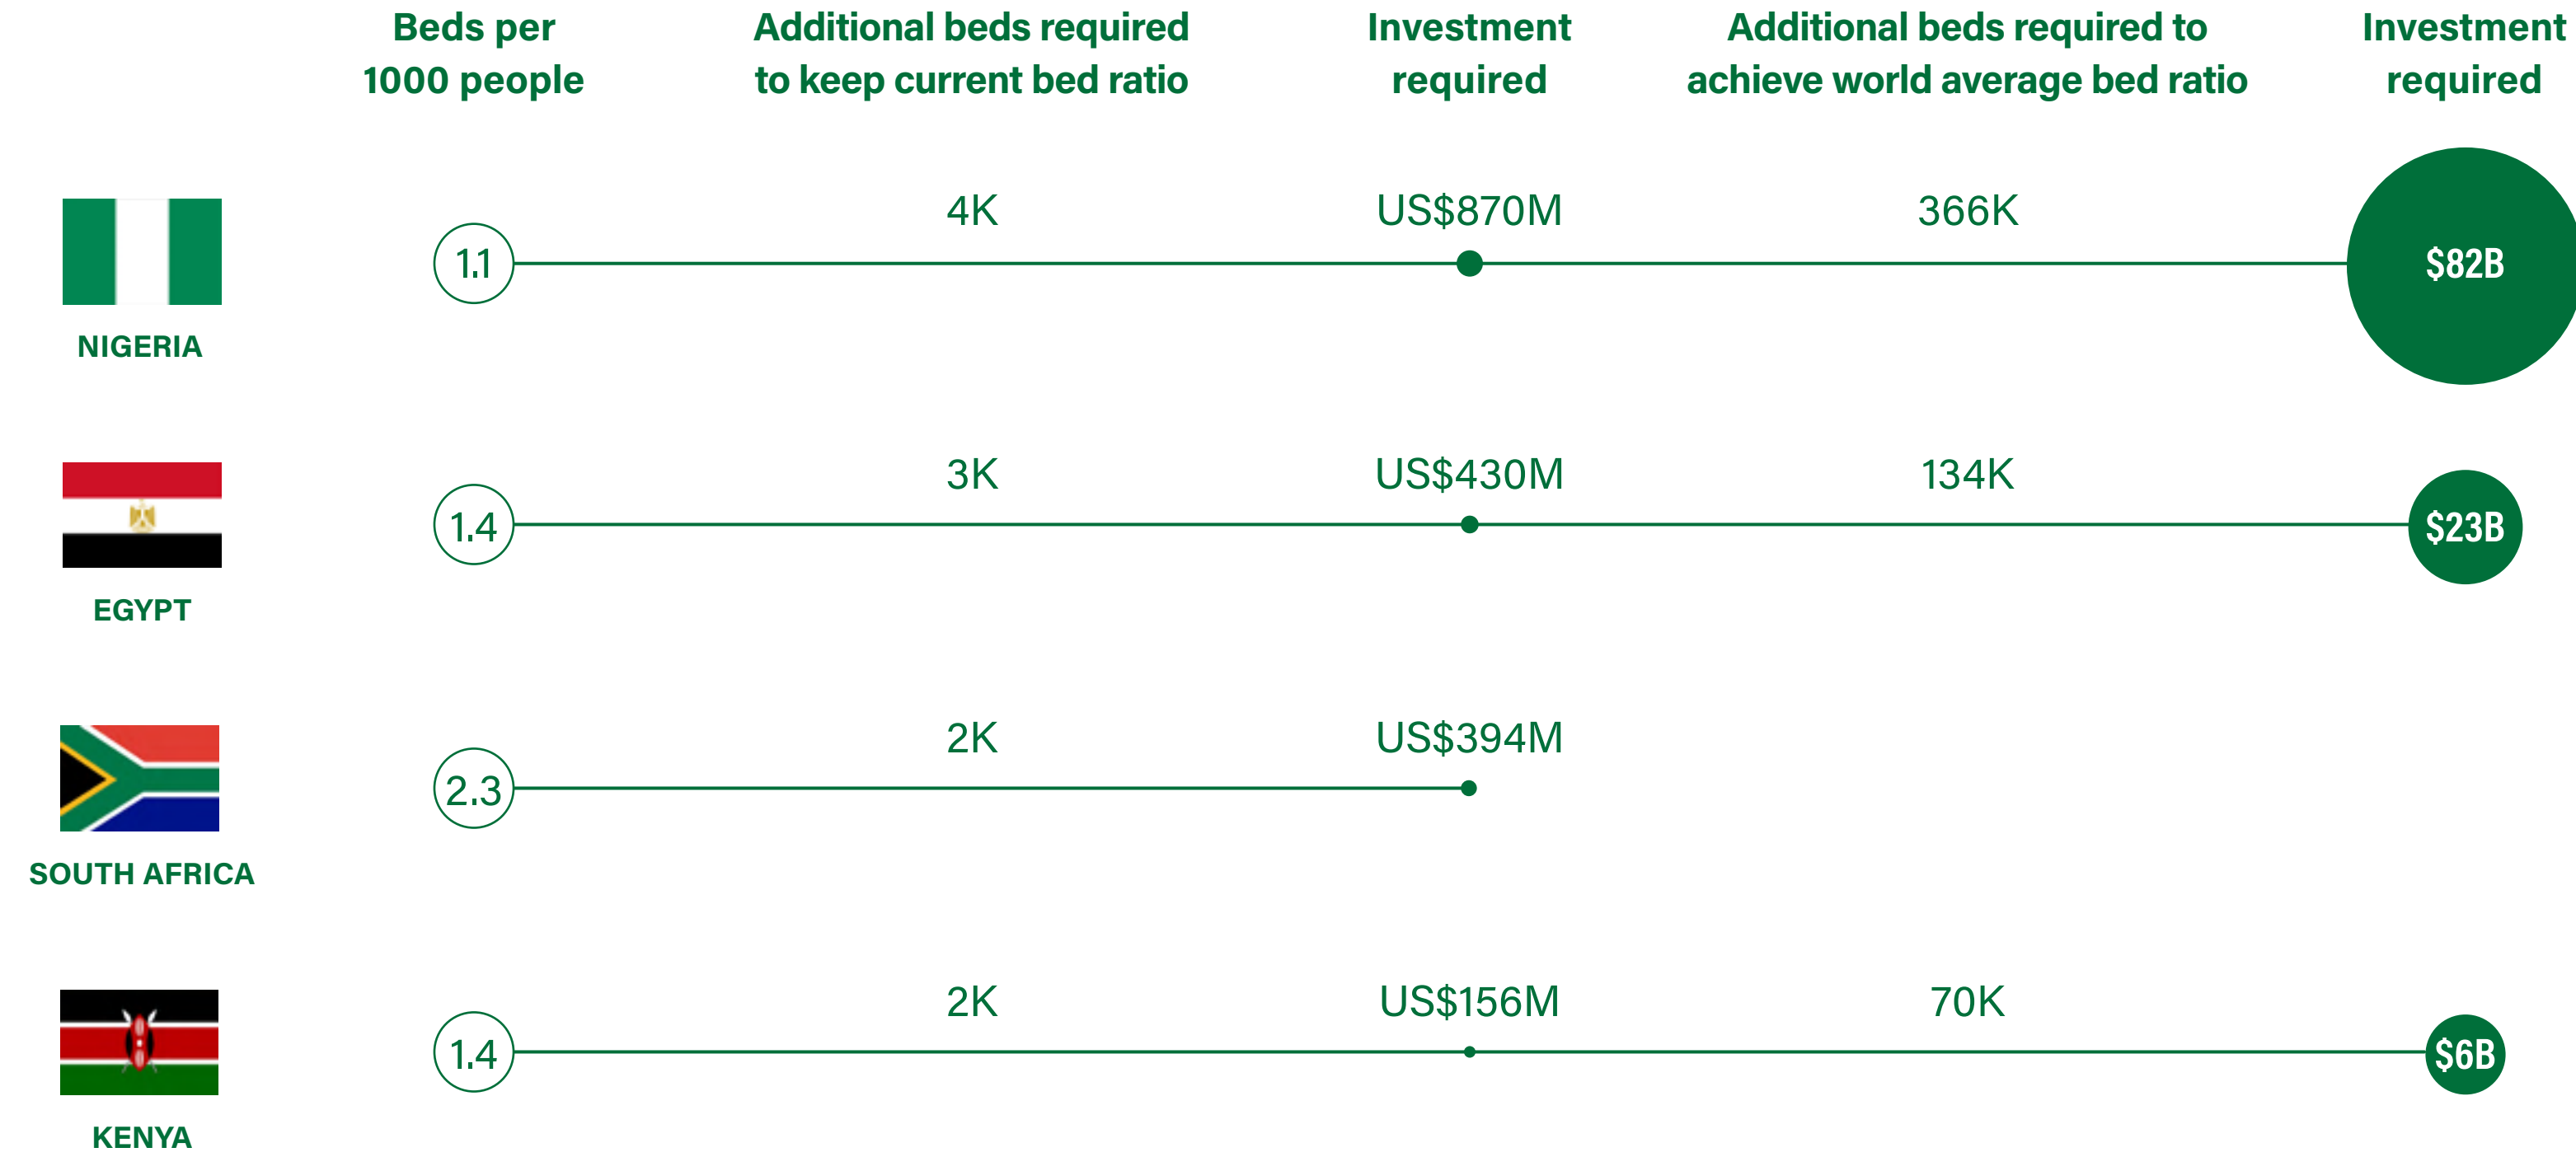 Beds per
1000 people
Additional beds required
to keep current bed ratio
Investment
required
Additional beds required to
achieve world average bed ratio
Investment
required
NIGERIA
1.1
4K
US$870M
366K
$82B
EGYPT
1.4
3K
US$430M
134K
$23B
SOUTH AFRICA
2.3
2K
US$394M
KENYA
1.4
2K
US$156M
70K
$6B